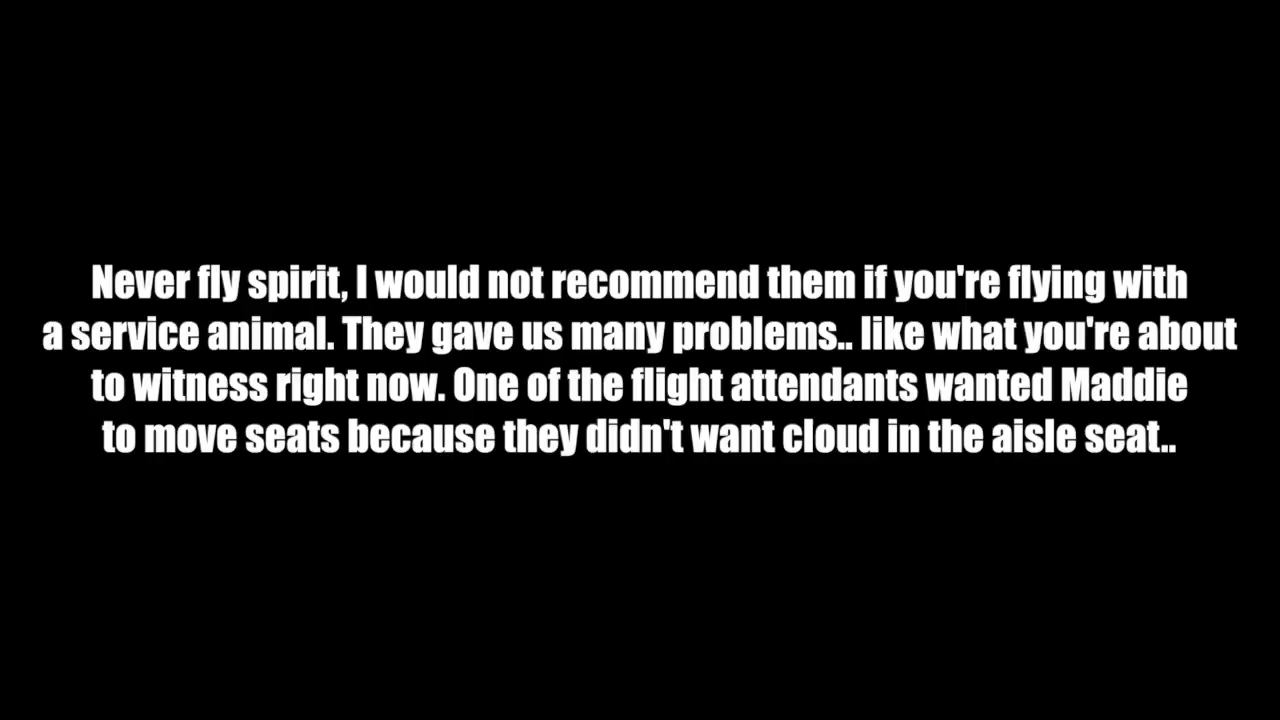 Never fly spirit, I would not recommend them if you're flying with
a service animal. They gave us many problems.. like what you're about
to witness right now. One of the flight attendants wanted Maddie
to move seats because they didn't want cloud in the aisle seat..